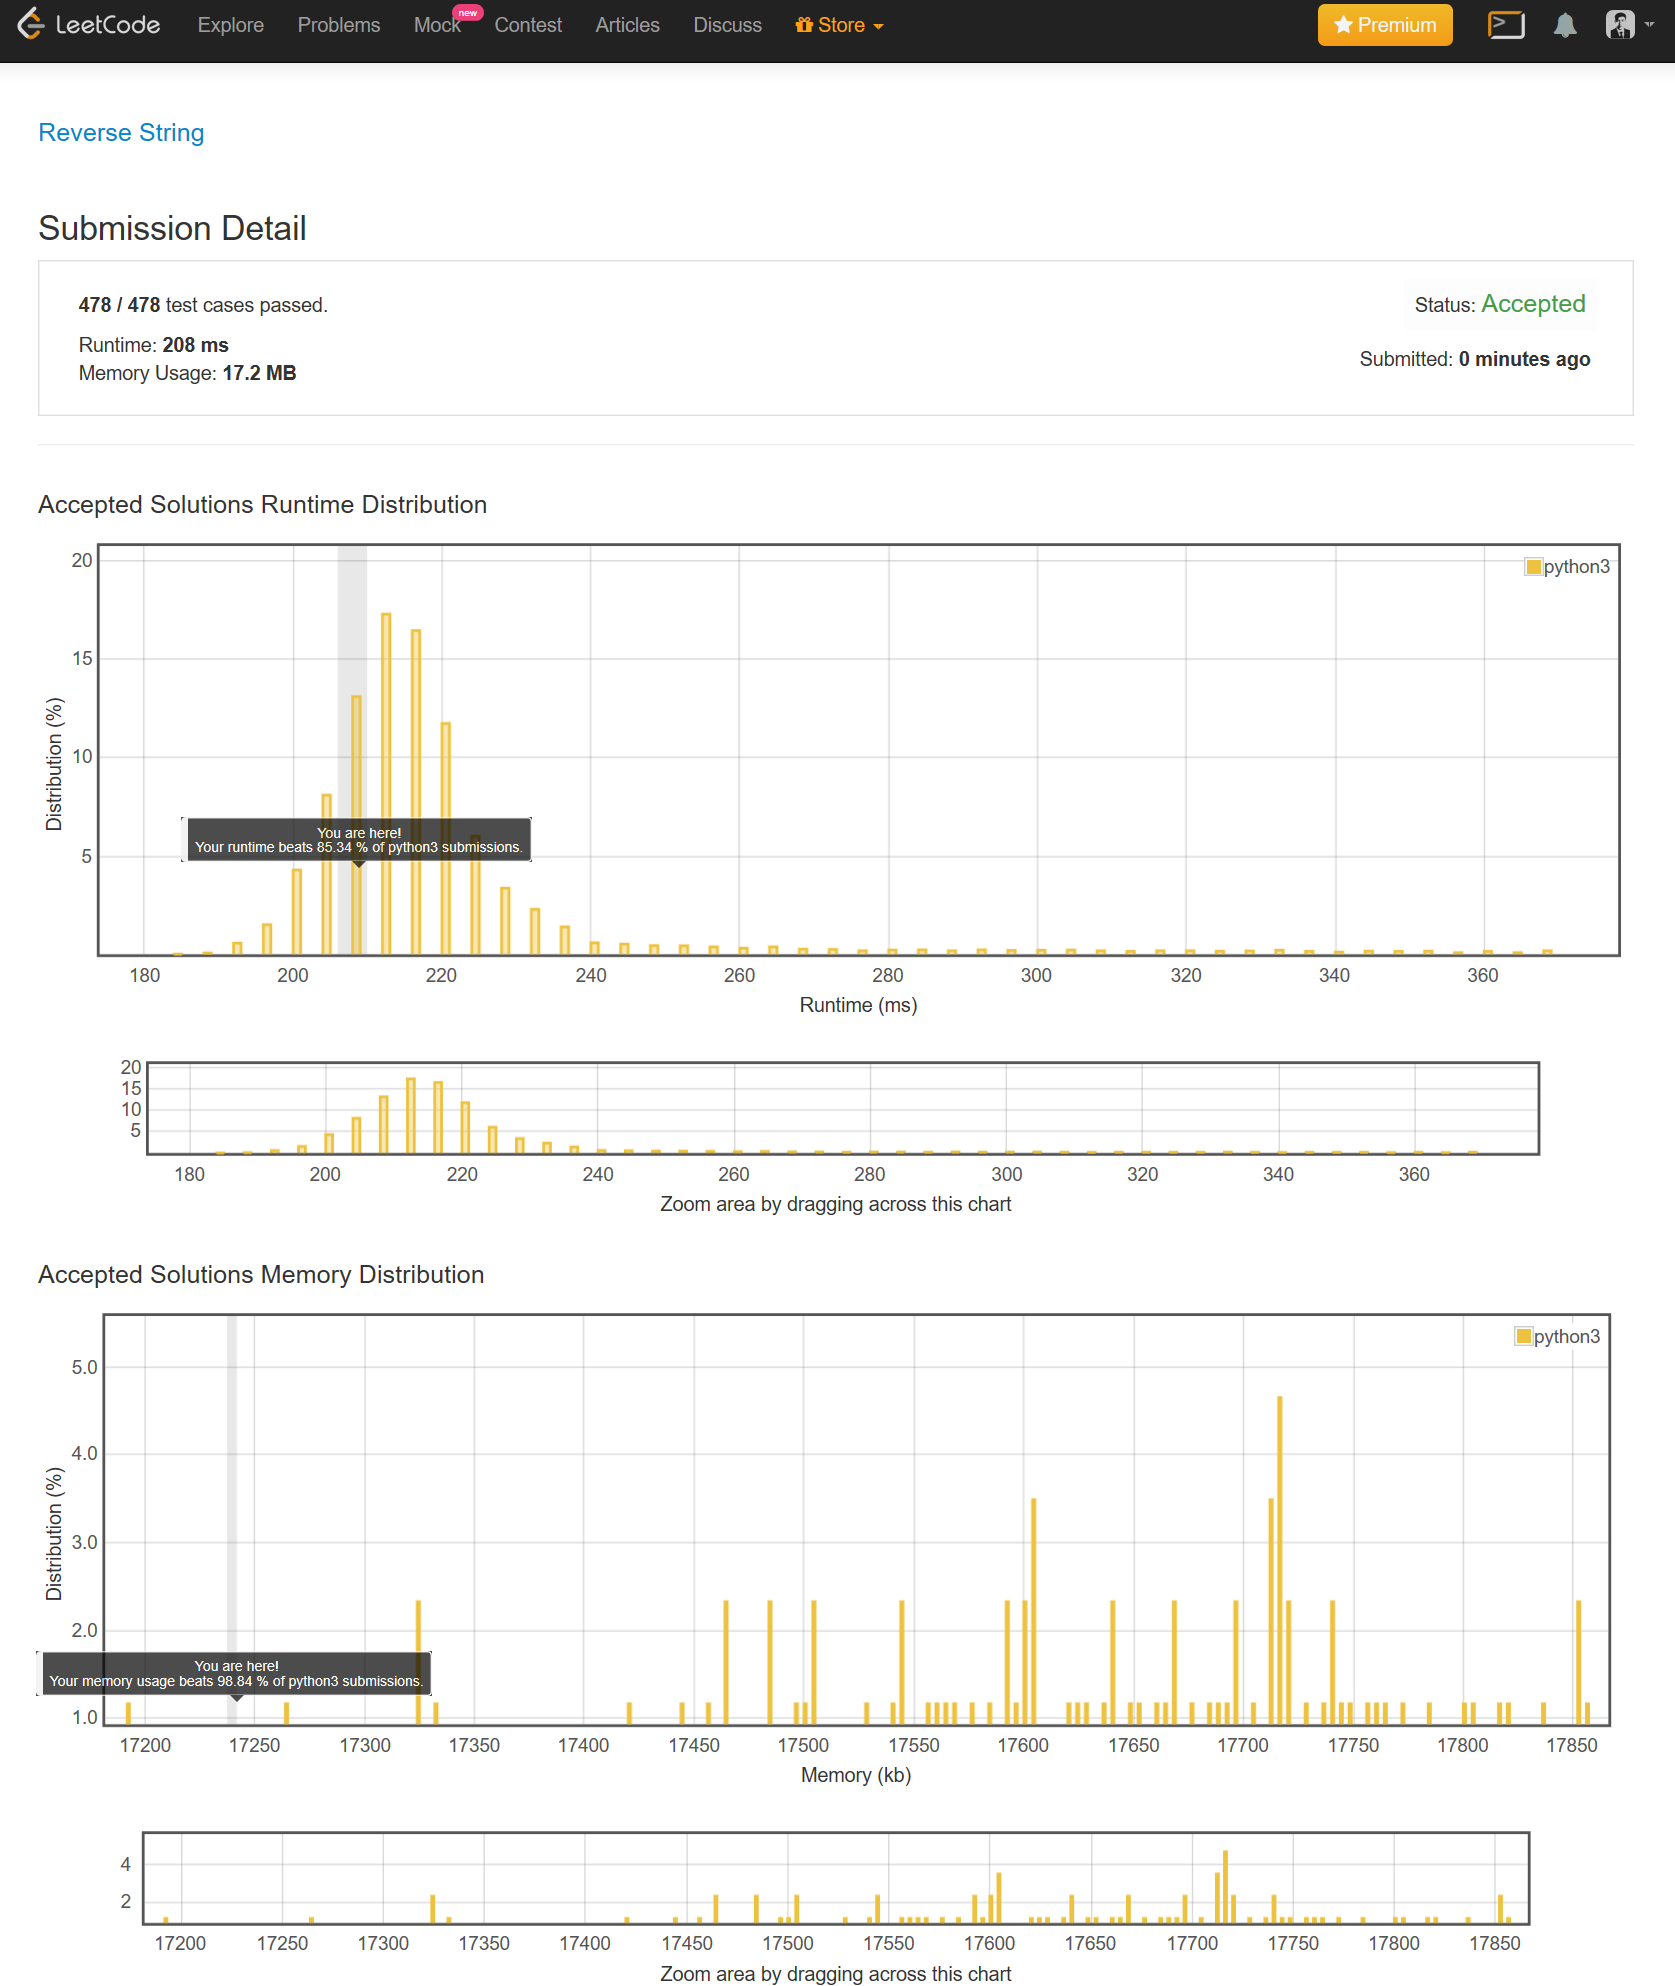 LeetCode Explore Problems Mock new Contest Articles Discuss Store Premium
Reverse String
Submission Detail
478 / 478 test cases passed.
Status: Accepted
Runtime: 208 ms
Submitted: 0 minutes ago
Memory Usage: 17.2 MB
Accepted Solutions Runtime Distribution
20
15
10
5
Distribution (%)
python3
You are here!
Your runtime beats 85.34 % of python3 submissions.
180 200 220 240 260 280 300 320 340 360
Runtime (ms)
20
15
10
5
180 200 220 240 260 280 300 320 340 360
Zoom area by dragging across this chart
Accepted Solutions Memory Distribution
5.0
4.0
3.0
2.0
1.0
Distribution (%)
python3
You are here!
Your memory usage beats 98.84 % of python3 submissions.
17200 17250 17300 17350 17400 17450 17500 17550 17600 17650 17700 17750 17800 17850
Memory (kb)
4
2
17200 17250 17300 17350 17400 17450 17500 17550 17600 17650 17700 17750 17800 17850
Zoom area by dragging across this chart